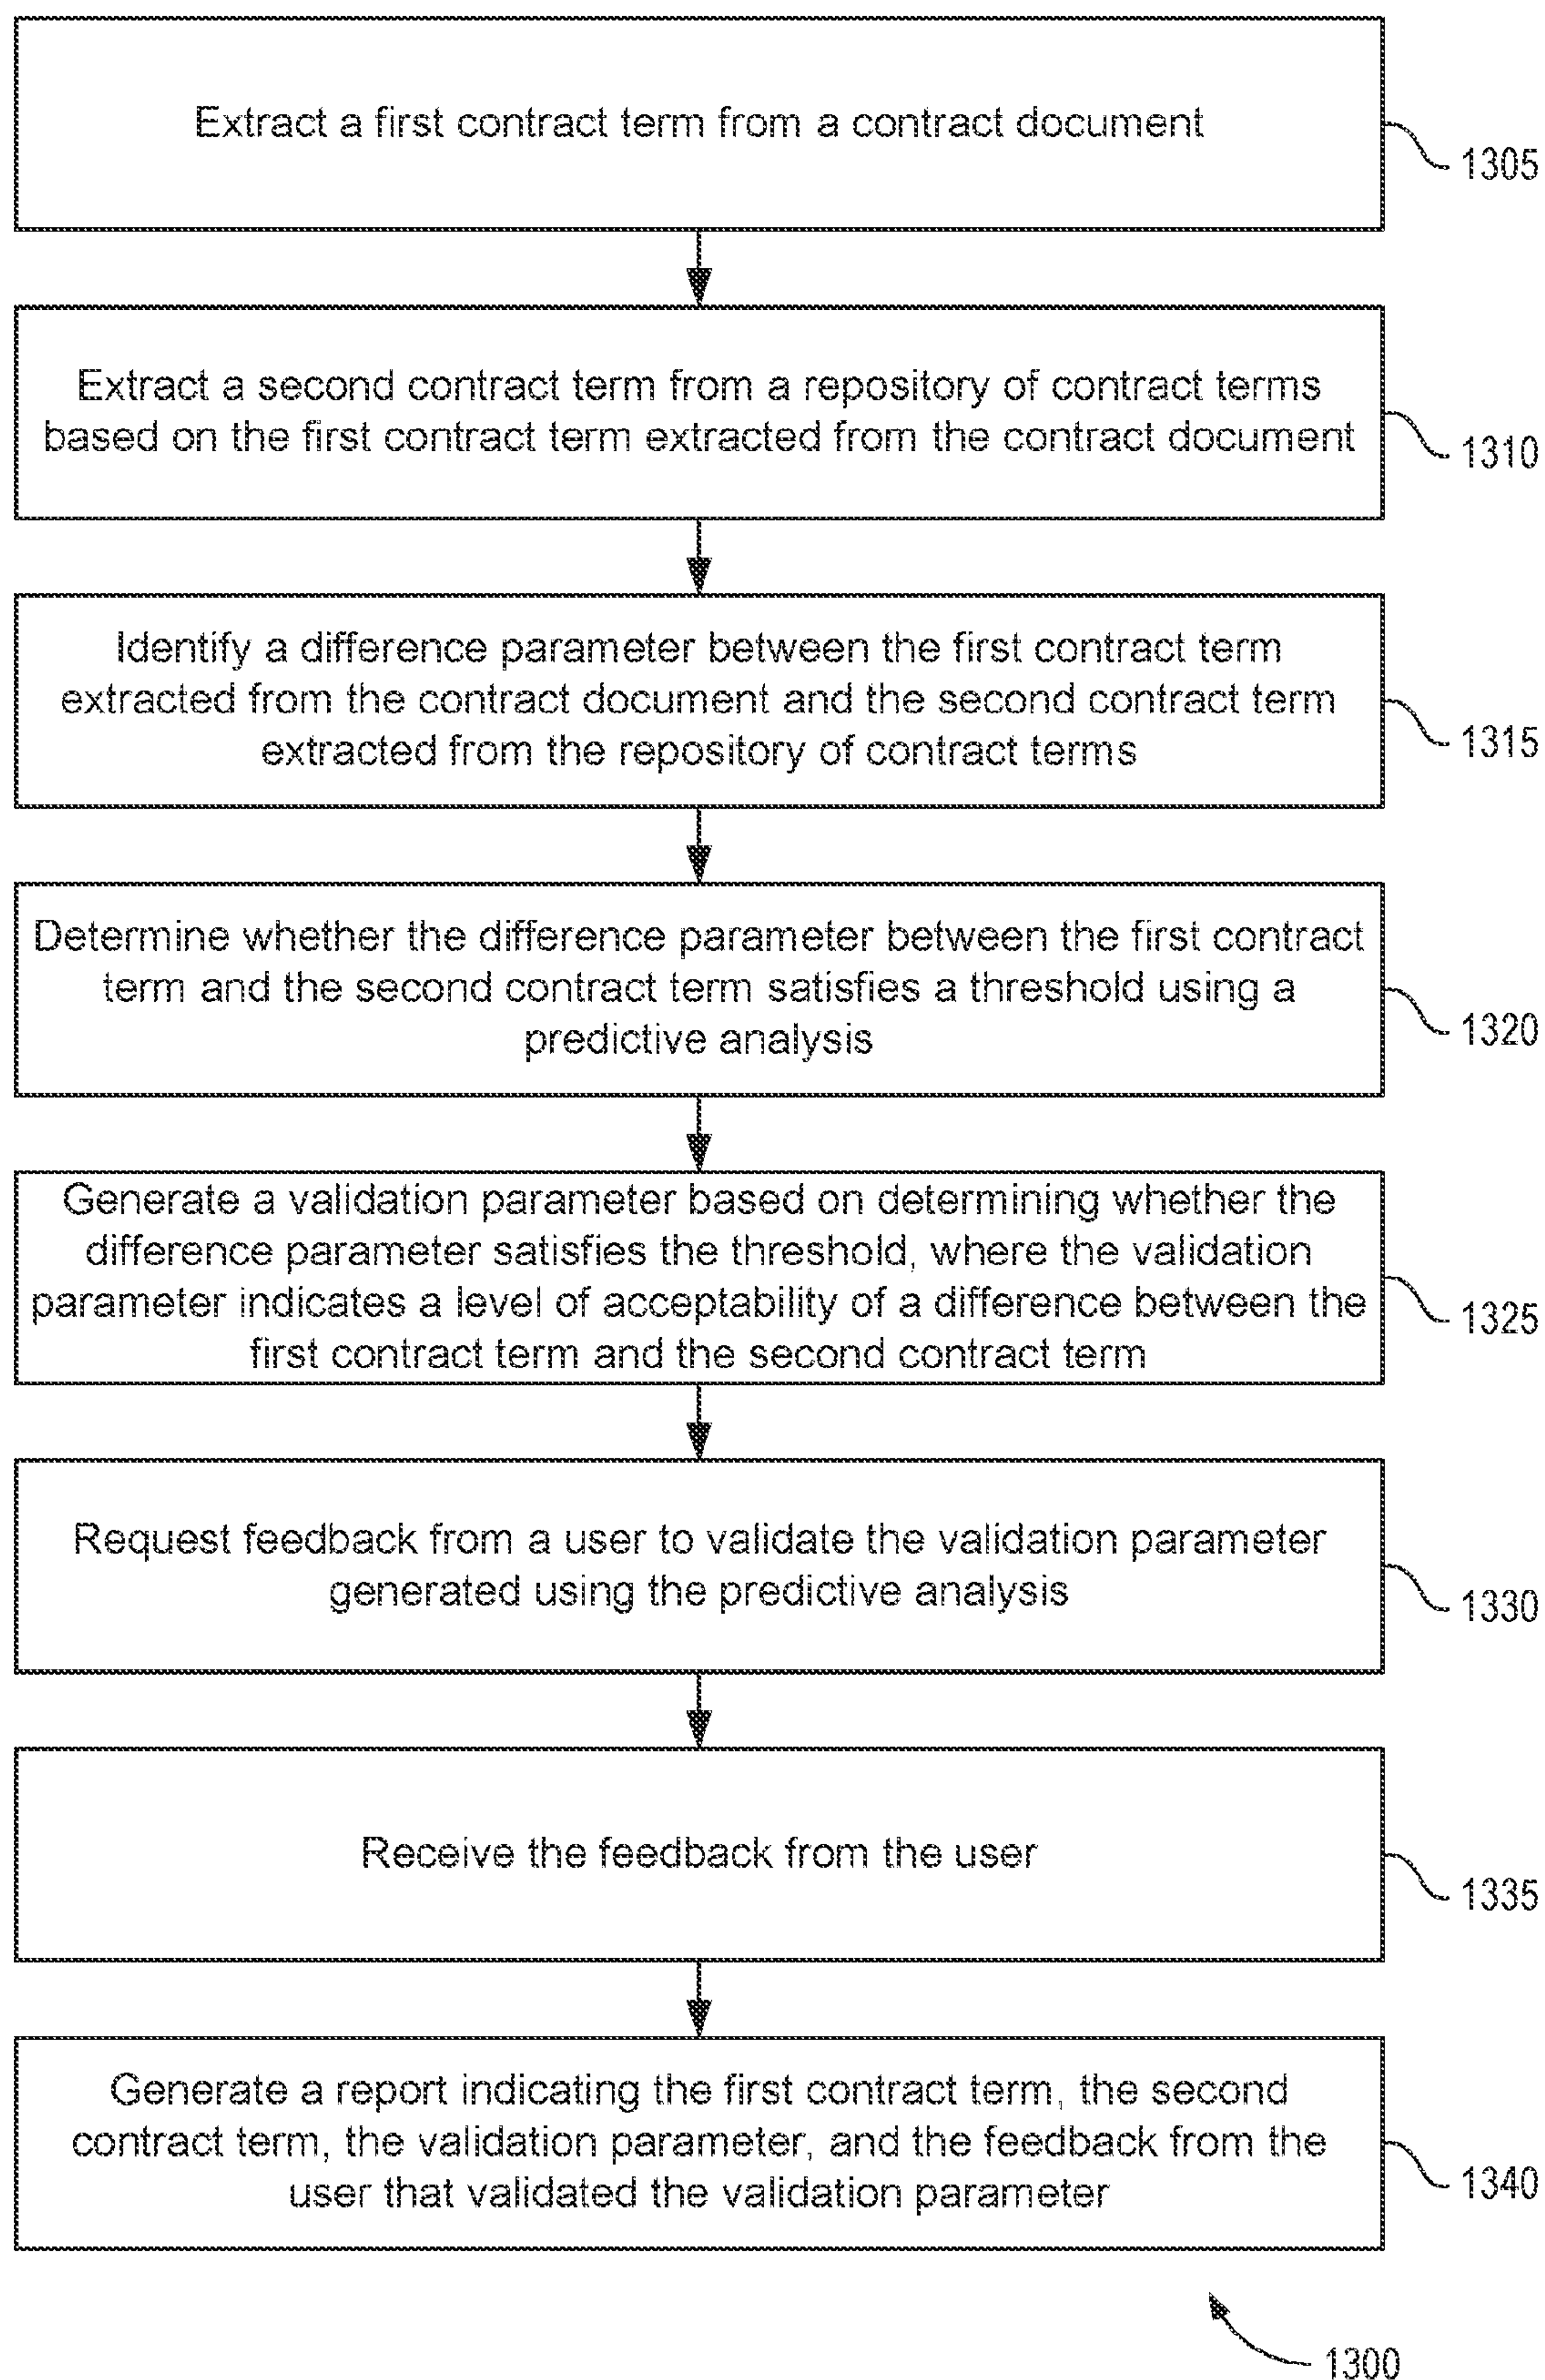 Extract a first contract term from a contract document
1305
Extract a second contract term from a repository of contract terms
based on the first contract term extracted from the contract document
1310
Identify a difference parameter between the first contract term
extracted from the contract document and the second contract term
extracted from the repository of contract terms
1315
Determine whether the difference parameter between the first contract
term and the second contract term satisfies a threshold using a
predictive analysis
1320
Generate a validation parameter based on determining whether the
difference parameter satisfies the threshold, where the validation
parameter indicates a level of acceptability of a difference between the
first contract term and the second contract term
1325
Request feedback from a user to validate the validation parameter
generated using the predictive analysis
1330
Receive the feedback from the user
1335
Generate a report indicating the first contract term, the second
contract term, the validation parameter, and the feedback from the
user that validated the validation parameter
1340
1300